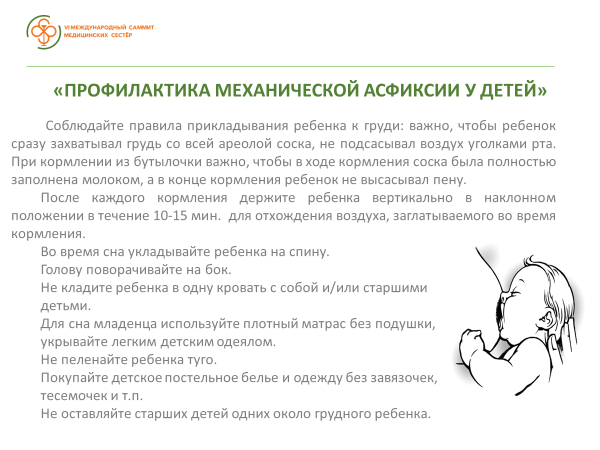 VI МЕЖДУНАРОДНЫЙ САММИТ
МЕДИЦИНСКИХ СЕСТЁР
«ПРОФИЛАКТИКА МЕХАНИЧЕСКОЙ АСФИКСИИ У ДЕТЕЙ»
Соблюдайте правила прикладывания ребенка к груди: важно, чтобы ребенок
сразу захватывал грудь со всей ареолой соска, не подсасывал воздух уголками рта.
При кормлении из бутылочки важно, чтобы в ходе кормления соска была полностью
заполнена молоком, а в конце кормления ребенок не высасывал пену.
После каждого кормления держите ребенка вертикально в наклонном
положении в течение 10-15 мин. для отхождения воздуха, заглатываемого во время
кормления.
Во время сна укладывайте ребенка на спину.
Голову поворачивайте на бок.
Не кладите ребенка в одну кровать с собой и/или старшими
детьми.
Для сна младенца используйте плотный матрас без подушки,
укрывайте легким детским одеялом.
Не пеленайте ребенка туго.
Покупайте детское постельное белье и одежду без завязочек,
тесемочек и т.п.
Не оставляйте старших детей одних около грудного ребенка.